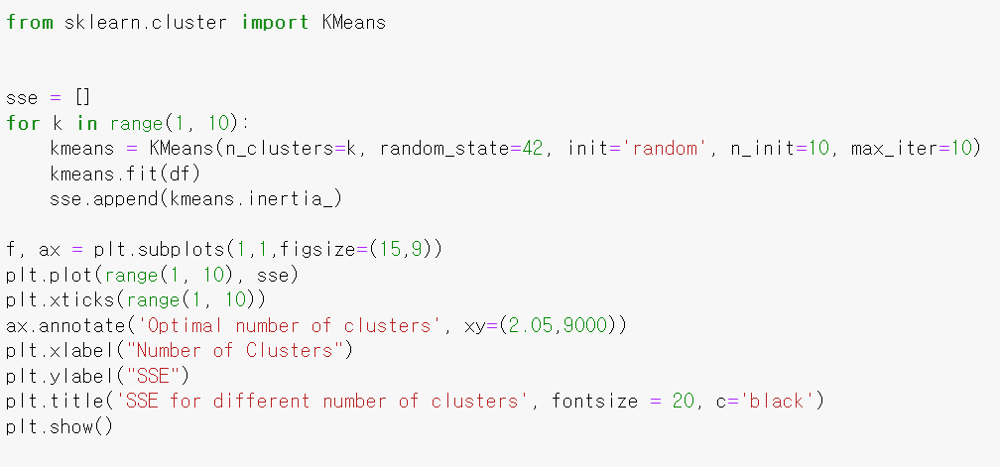 from sklearn.cluster import KMeans
sse = []
for k in range(1, 10):
    kmeans = KMeans(n_clusters=k, random_state=42, init='random', n_init=10, max_iter=10)
    kmeans.fit(df)
    sse.append(kmeans.inertia_)
f, ax = plt.subplots(1,1,figsize=(15,9))
plt.plot(range(1, 10), sse)
plt.xticks(range(1, 10))
ax.annotate('Optimal number of clusters', xy=(2.05,9000))
plt.xlabel("Number of Clusters")
plt.ylabel("SSE")
plt.title('SSE for different number of clusters', fontsize = 20, c='black')
plt.show()